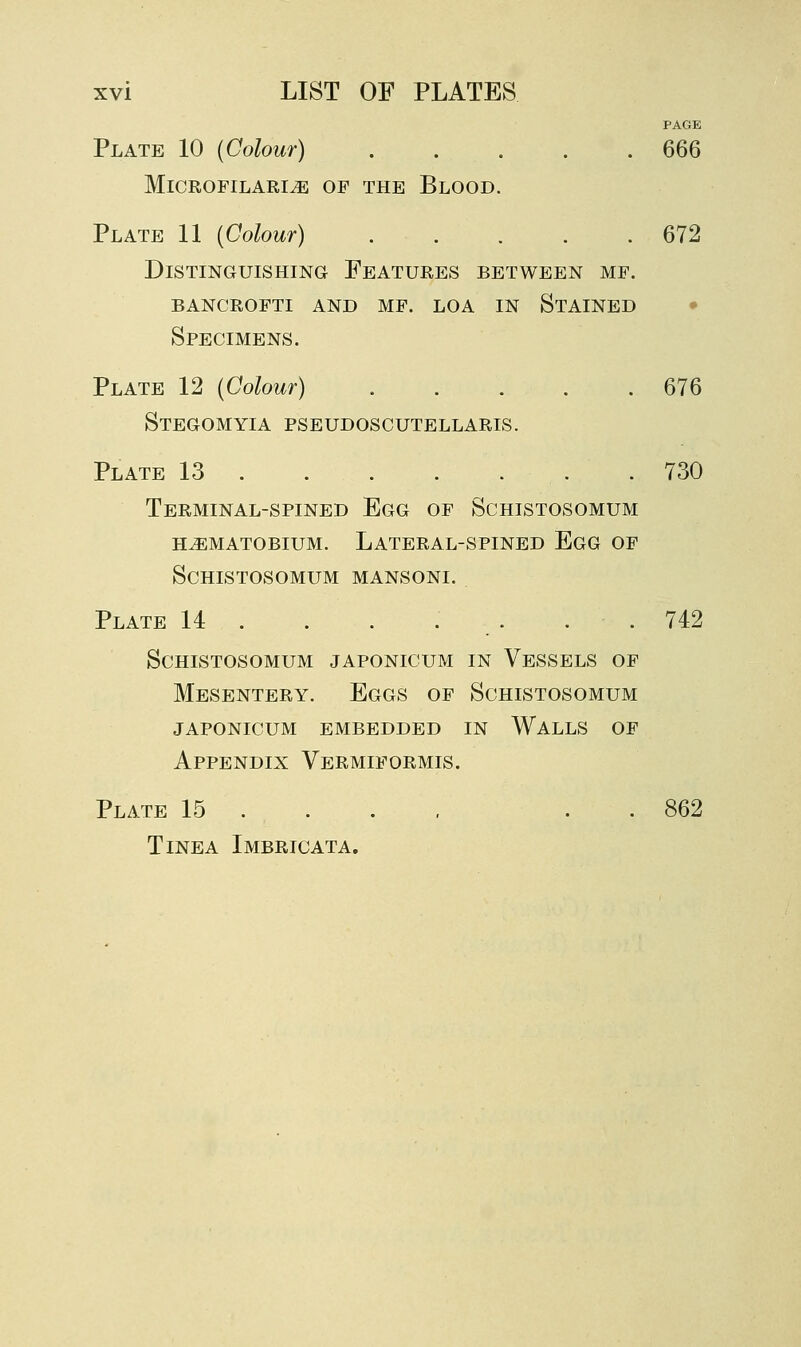 xvi LIST OF PLATES
PAGE
Plate 10 (Colour) . . . . . 666
Microfilariæ of the Blood.
Plate 11 (Colour) . . . . . 672
Distinguishing Features between mf.
bancrofti and mf. loa in Stained
Specimens.
Plate 12 (Colour) . . . . . 676
Stegomyia pseudoscutellaris.
Plate 13 . . . . . . . 730
Terminal-spined Egg of Schistosomum
hæmatobium. Lateral-spined Egg of
Schistosomum mansoni.
Plate 14 . . . . . . . 742
Schistosomum japonicum in Vessels of
Mesentery. Eggs of Schistosomum
japonicum embedded in Walls of
Appendix Vermiformis.
Plate 15 . . . . . . 862
Tinea Imbricata.